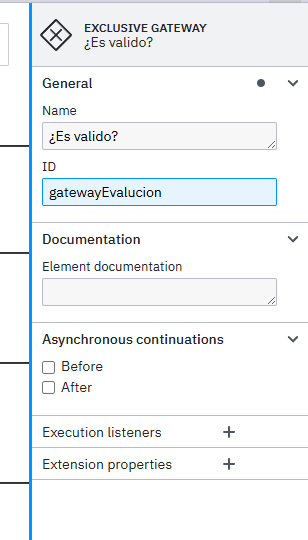 EXCLUSIVE GATEWAY
¿Es valido?
General
Name
¿Es valido?
ID
gatewayEvalucion
Documentation
Element documentation
Asynchronous continuations
Before
After
Execution listeners
Extension properties